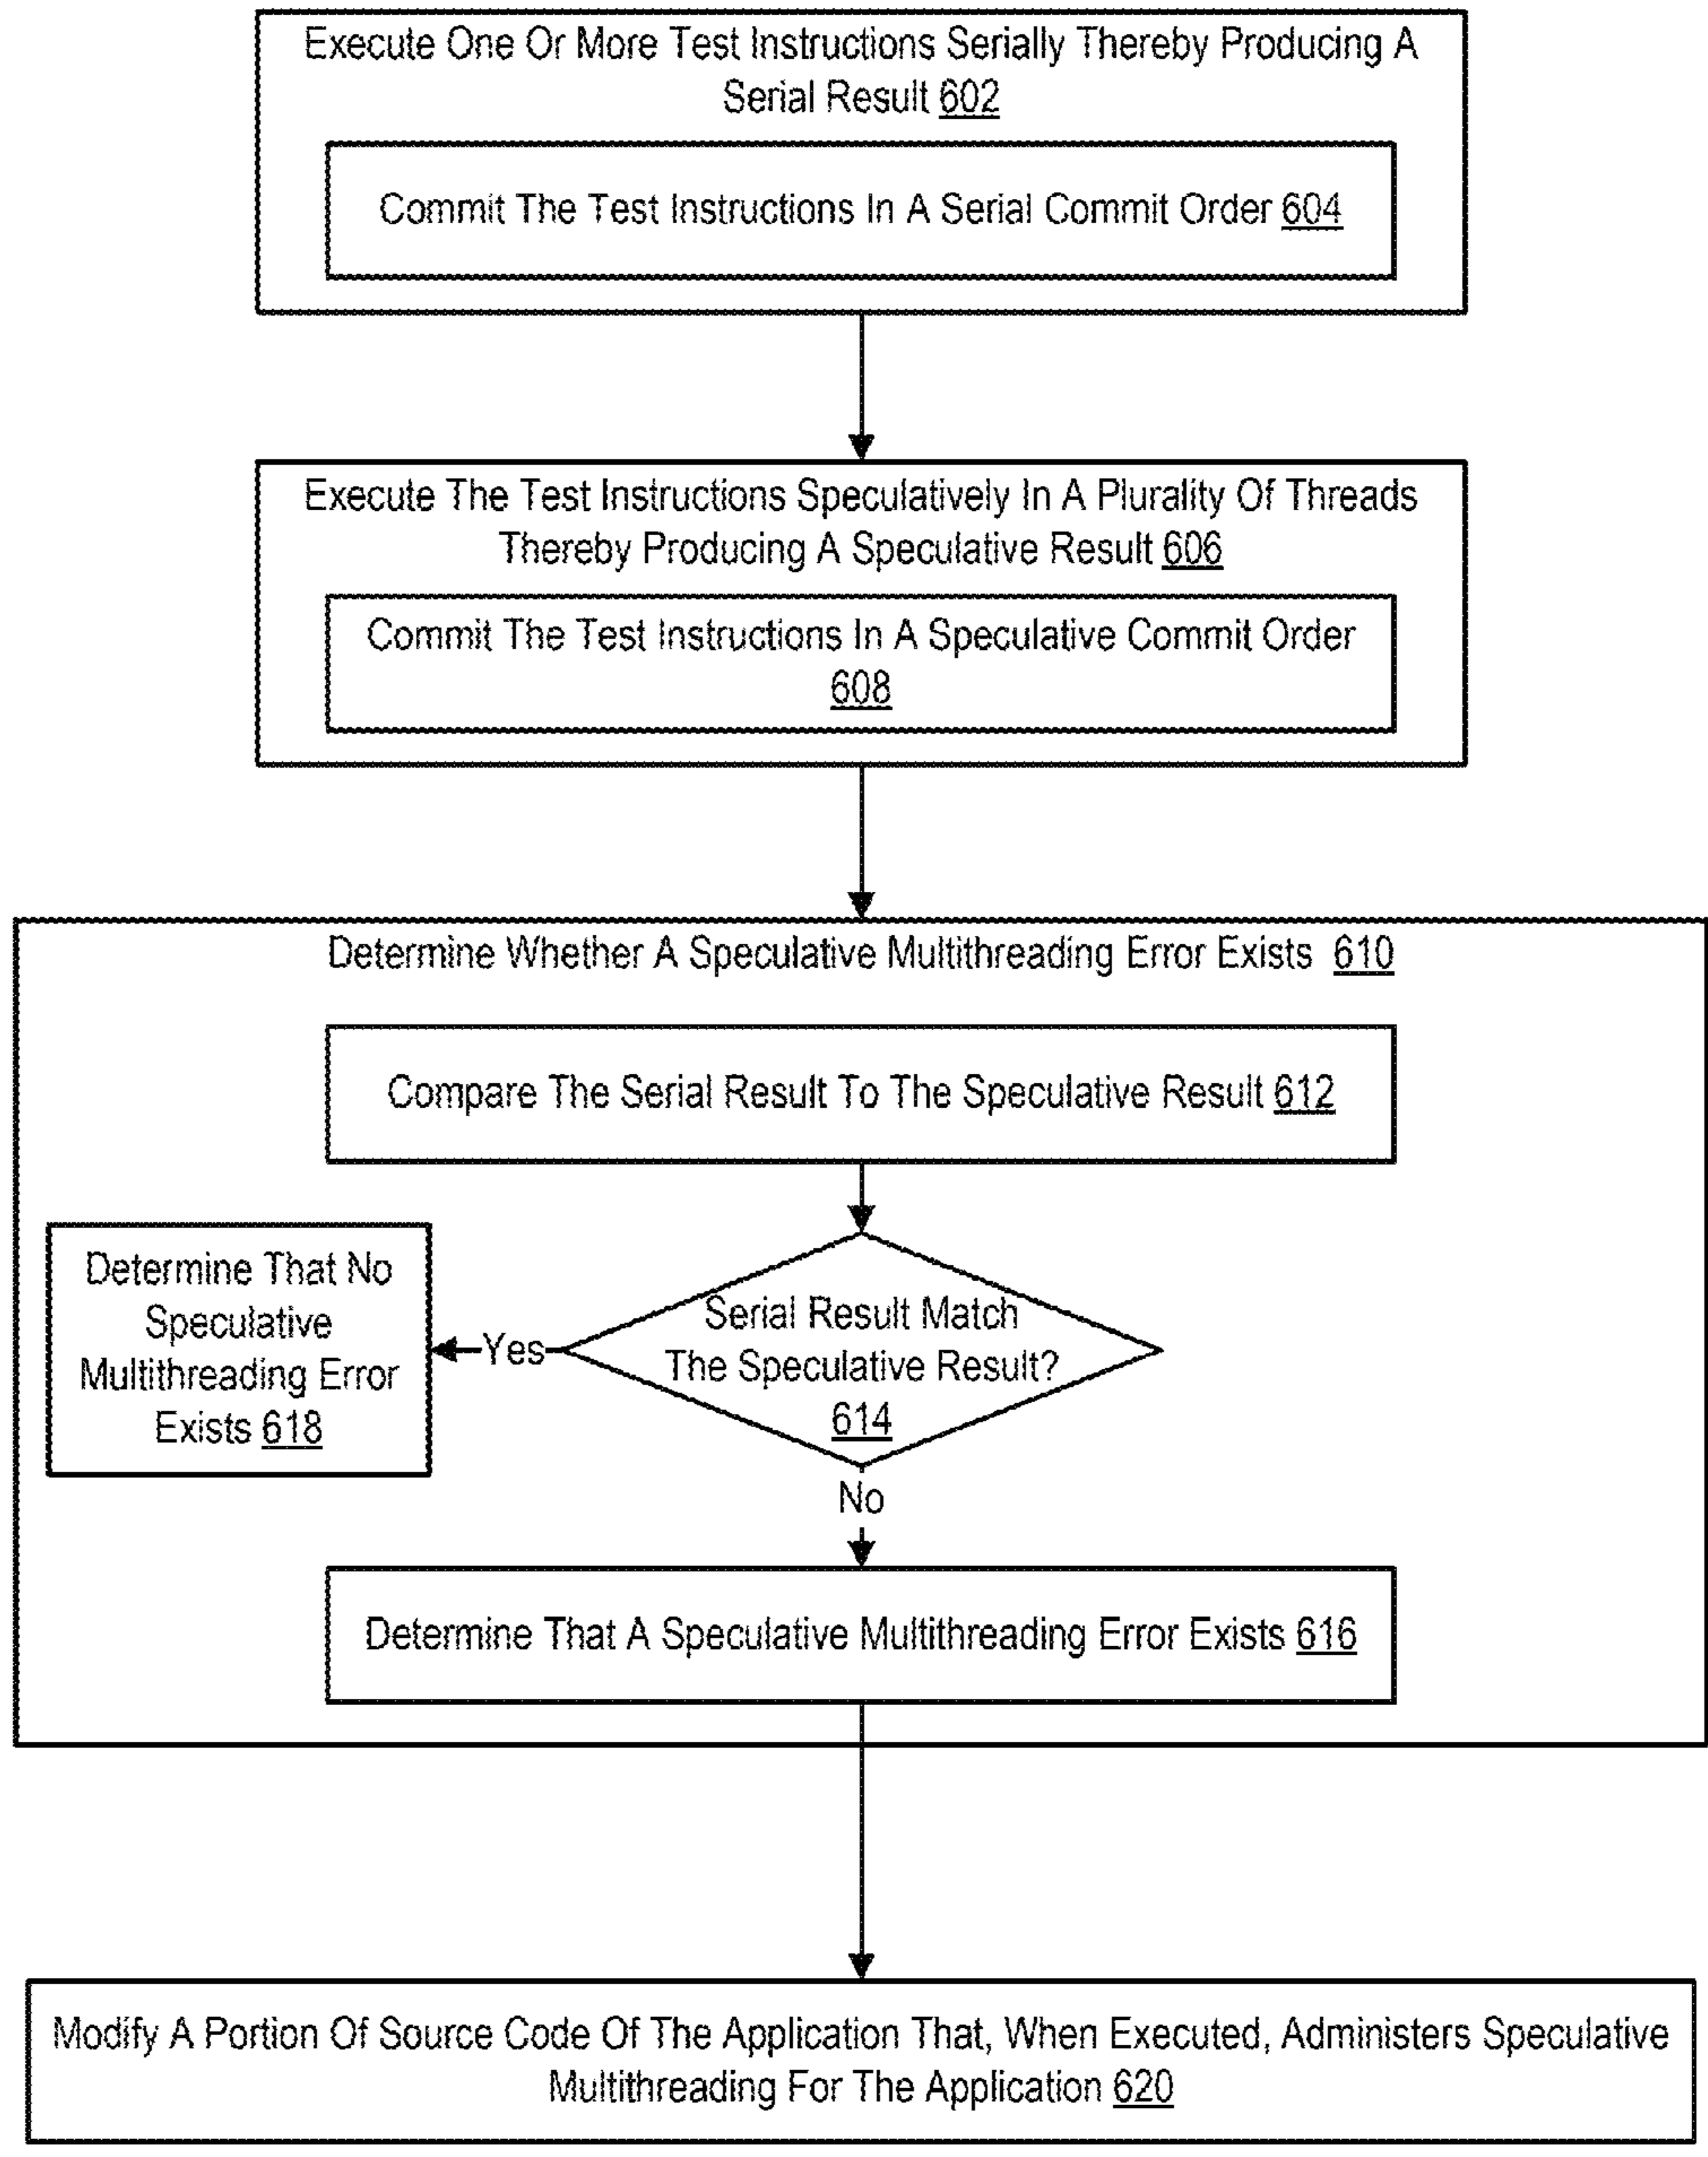 Execute One Or More Test Instructions Serially Thereby Producing A
Serial Result 602
Commit The Test Instructions In A Serial Commit Order 604
Execute The Test Instructions Speculatively In A Plurality Of Threads
Thereby Producing A Speculative Result 606
Commit The Test Instructions In A Speculative Commit Order
608
Determine Whether A Speculative Multithreading Error Exists 610
Compare The Serial Result To The Speculative Result 612
Determine That No
Speculative
Multithreading Error
Exists 618
Yes
Serial Result Match
The Speculative Result?
614
No
Determine That A Speculative Multithreading Error Exists 616
Modify A Portion Of Source Code Of The Application That, When Executed, Administers Speculative
Multithreading For The Application 620